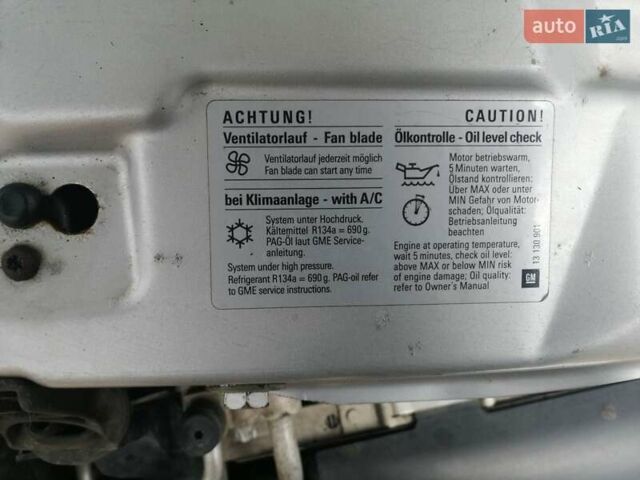 auto RIA.com
ACHTUNG! CAUTION!
Ventilatorlauf - Fan blade
Ventilatorlauf jederzeit möglich
Fan blade can start any time
bei Klimaanlage - with A/C
System unter Hochdruck.
Kältemittel R134a = 690 g.
PAG-Öl laut GME Service-
anleitung.
System under high pressure.
Refrigerant R134a = 690 g. PAG-oil refer
to GME service instructions.
Ölkontrolle - Oil level check
Motor betriebswarm,
5 Minuten warten,
Ölstand kontrollieren:
Über MAX oder unter
MIN Gefahr von Motor-
schaden; Ölqualität:
Betriebsanleitung
beachten
Engine at operating temperature,
wait 5 minutes, check oil level:
above MAX or below MIN risk
of engine damage; Oil quality:
refer to Owner's Manual
13 130 901
GM